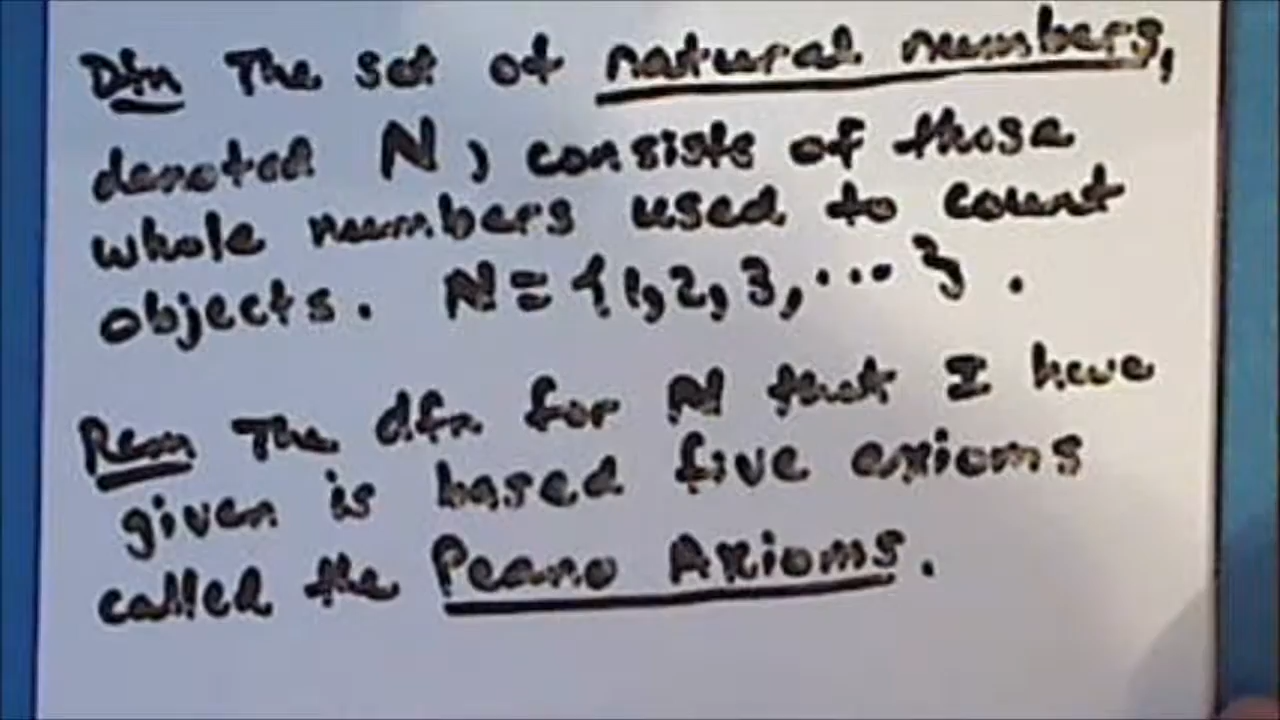 Dfn The set of natural numbers,
denoted N, consists of those
whole numbers used to count
objects. N = {1,2,3,...}.
Rem The dfn for N that I have
given is based five axioms
called the Peano Axioms.